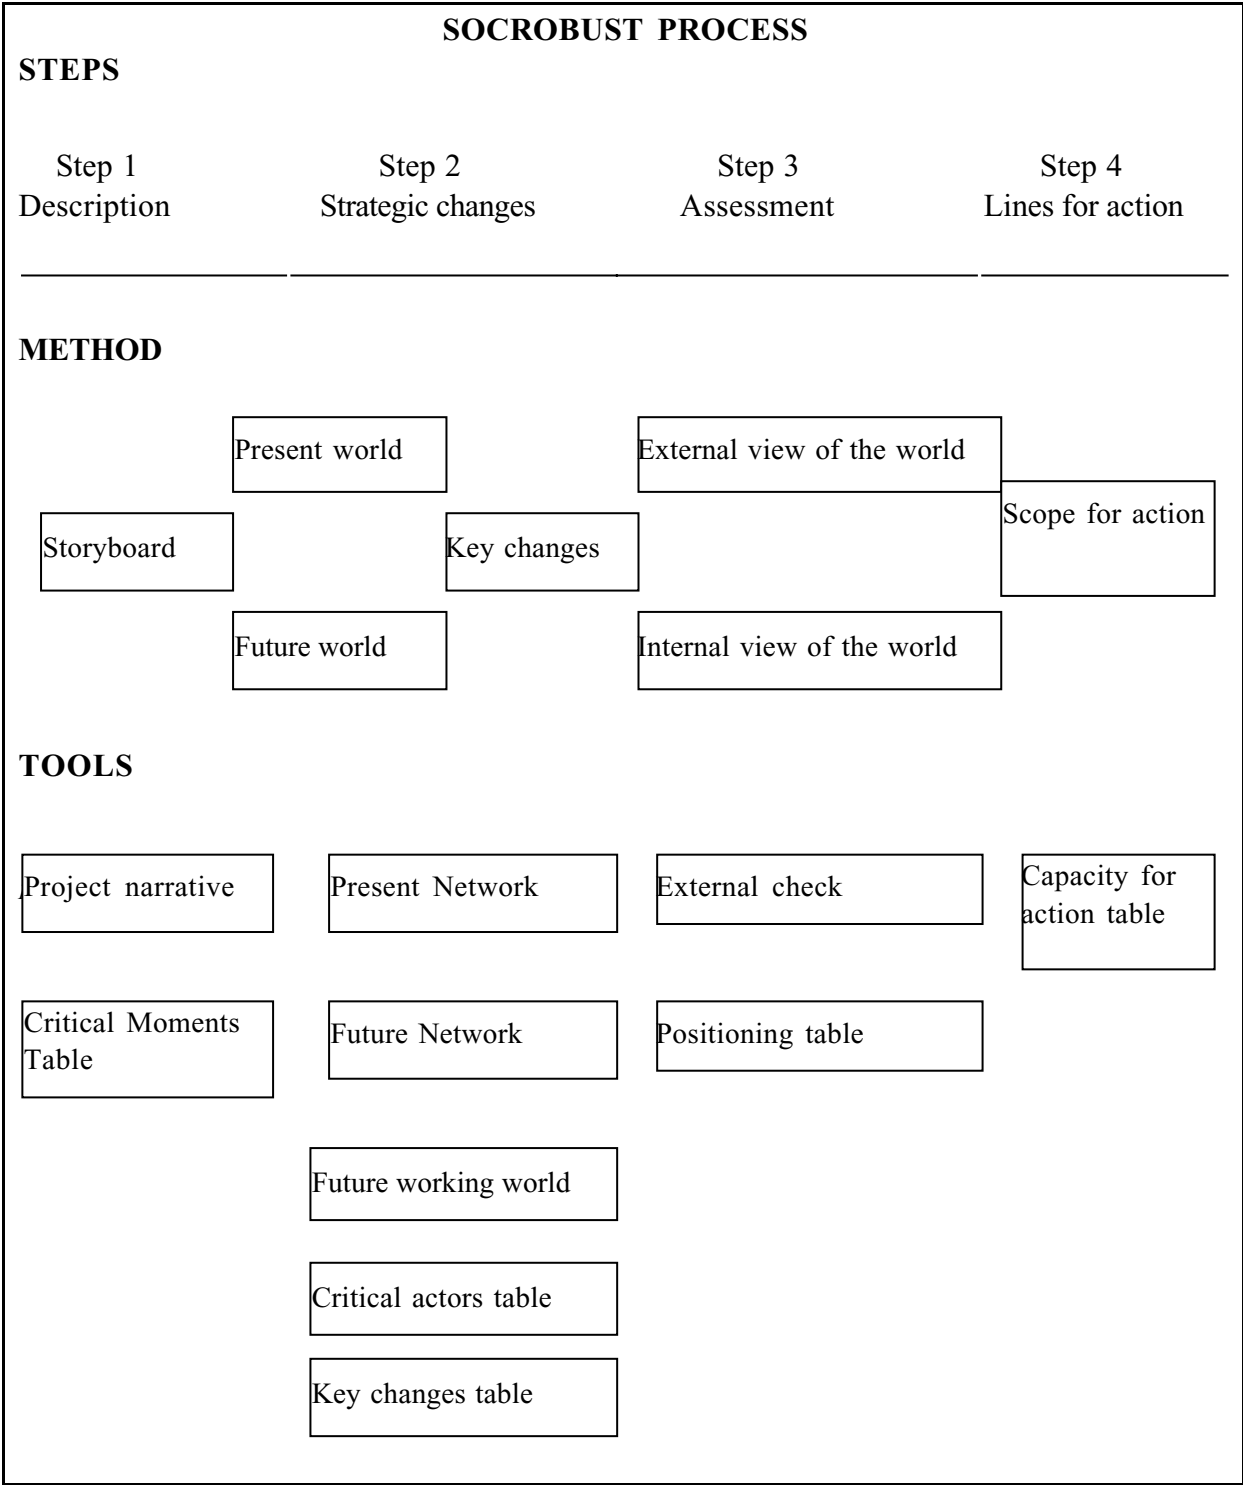 SOCROBUST PROCESS
STEPS
Step 1
Description
Step 2
Strategic changes
Step 3
Assessment
Step 4
Lines for action
METHOD
Present world
External view of the world
Scope for action
Storyboard
Key changes
Future world
Internal view of the world
TOOLS
Project narrative
Present Network
External check
Capacity for
action table
Critical Moments
Table
Future Network
Positioning table
Future working world
Critical actors table
Key changes table